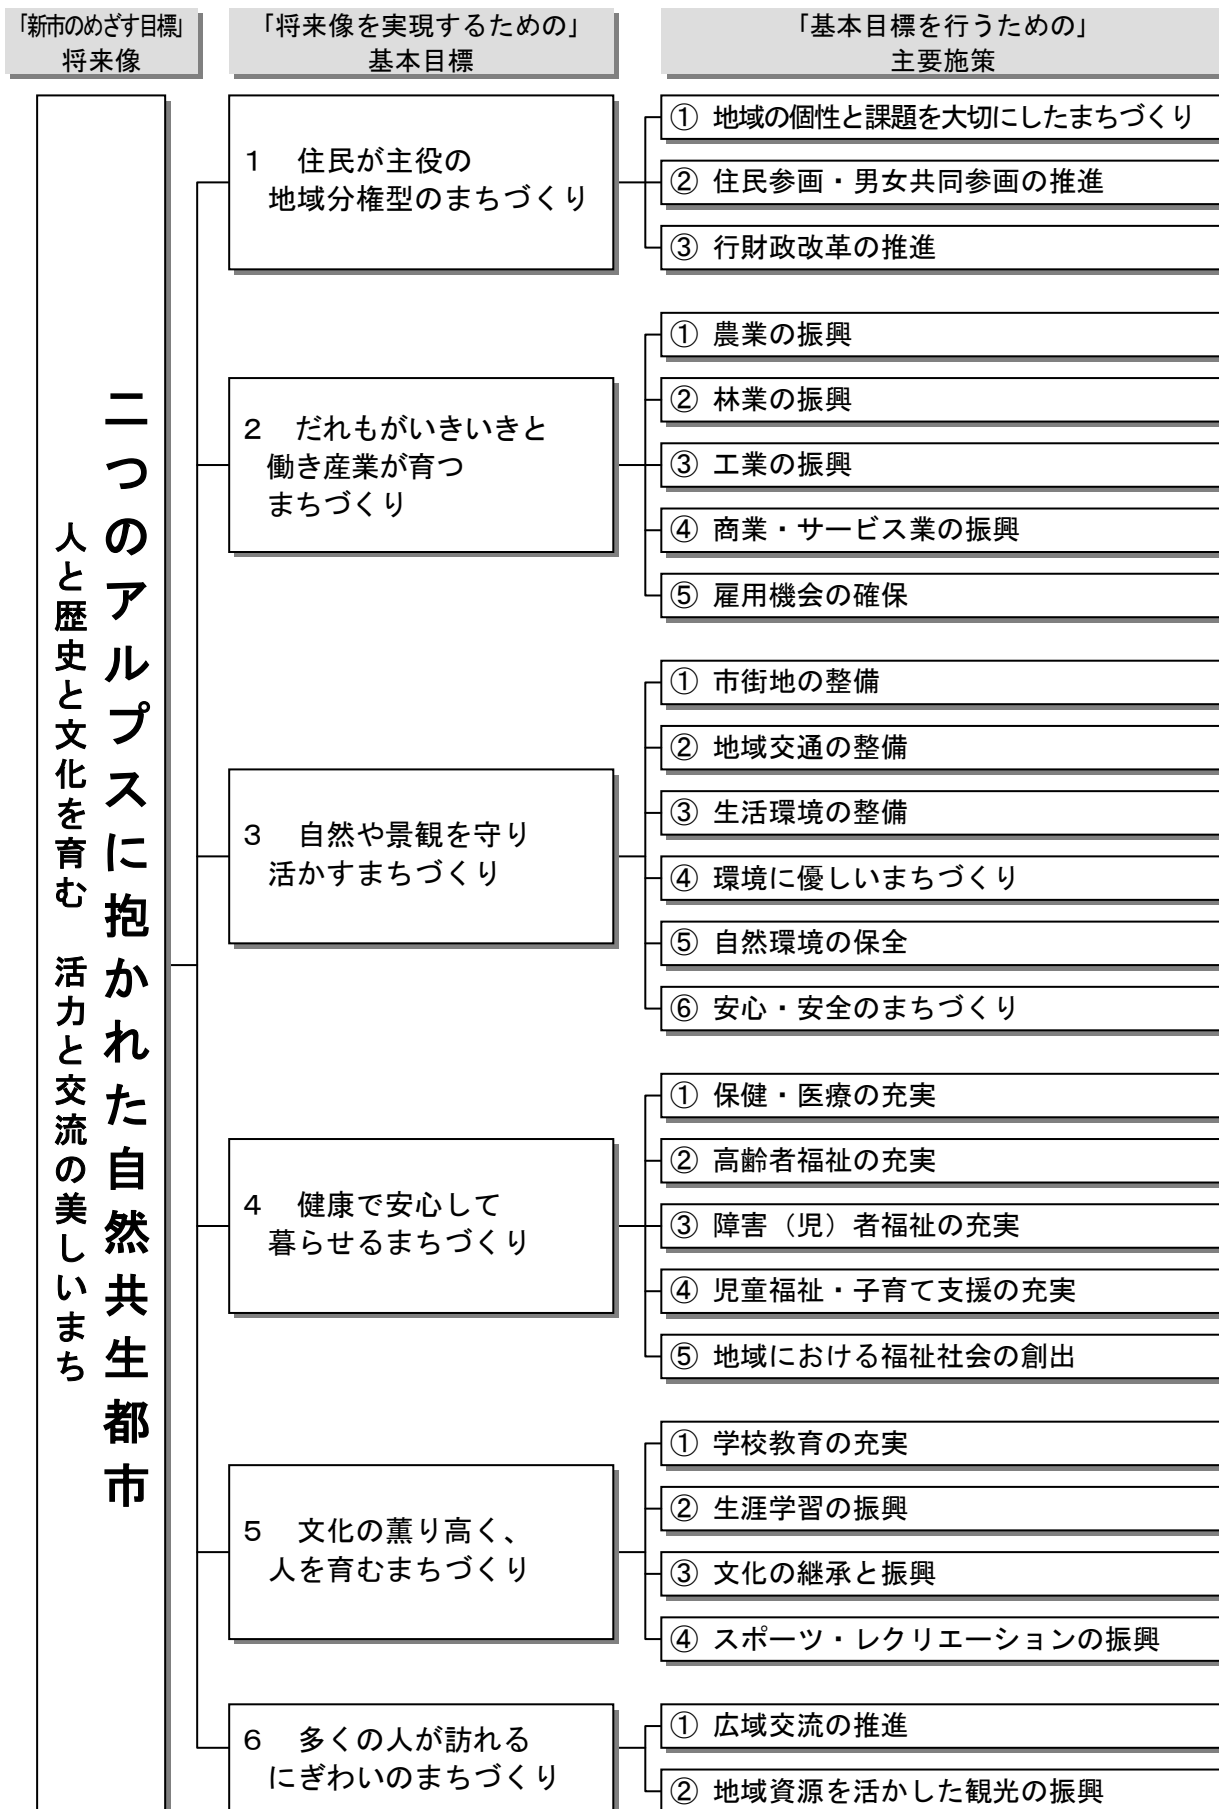 「新市のめざす目標」
将来像
「将来像を実現するための」
基本目標
「基本目標を行うための」
主要施策
二つのアルプスに抱かれた自然共生都市
人と歴史と文化を育む　活力と交流の美しいまち
１　住民が主役の
地域分権型のまちづくり
① 地域の個性と課題を大切にしたまちづくり
② 住民参画・男女共同参画の推進
③ 行財政改革の推進
２　だれもがいきいきと
働き産業が育つ
まちづくり
① 農業の振興
② 林業の振興
③ 工業の振興
④ 商業・サービス業の振興
⑤ 雇用機会の確保
３　自然や景観を守り
活かすまちづくり
① 市街地の整備
② 地域交通の整備
③ 生活環境の整備
④ 環境に優しいまちづくり
⑤ 自然環境の保全
⑥ 安心・安全のまちづくり
４　健康で安心して
暮らせるまちづくり
① 保健・医療の充実
② 高齢者福祉の充実
③ 障害（児）者福祉の充実
④ 児童福祉・子育て支援の充実
⑤ 地域における福祉社会の創出
５　文化の薫り高く、
人を育むまちづくり
① 学校教育の充実
② 生涯学習の振興
③ 文化の継承と振興
④ スポーツ・レクリエーションの振興
６　多くの人が訪れる
にぎわいのまちづくり
① 広域交流の推進
② 地域資源を活かした観光の振興